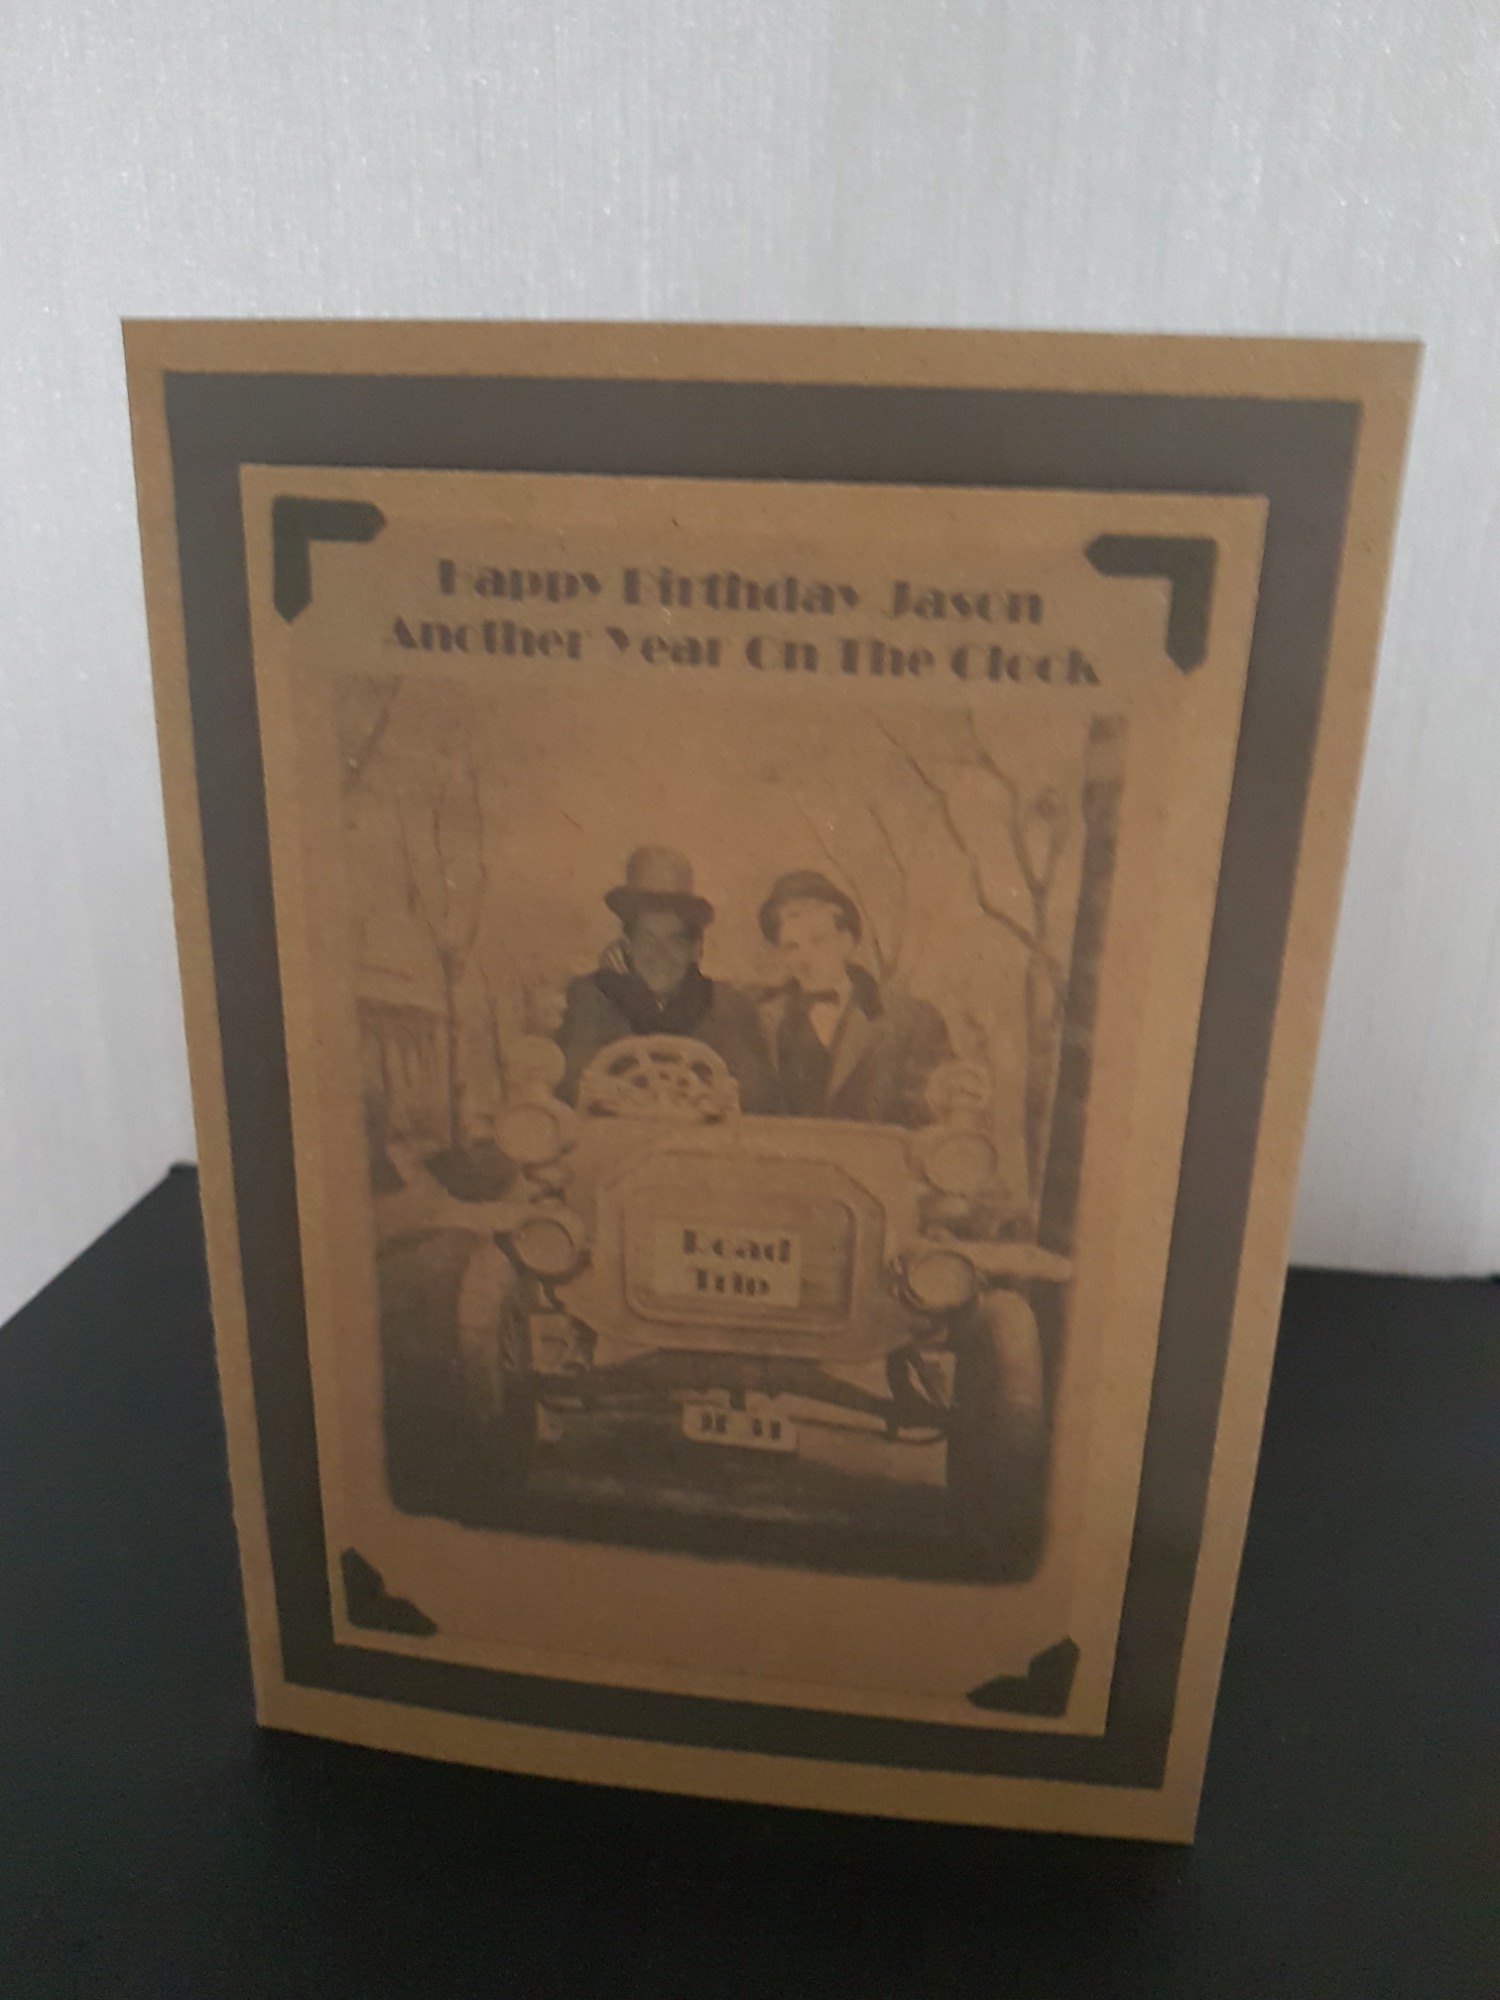 Happy Birthday Jason
Another Year On The Clock
Road
Trip